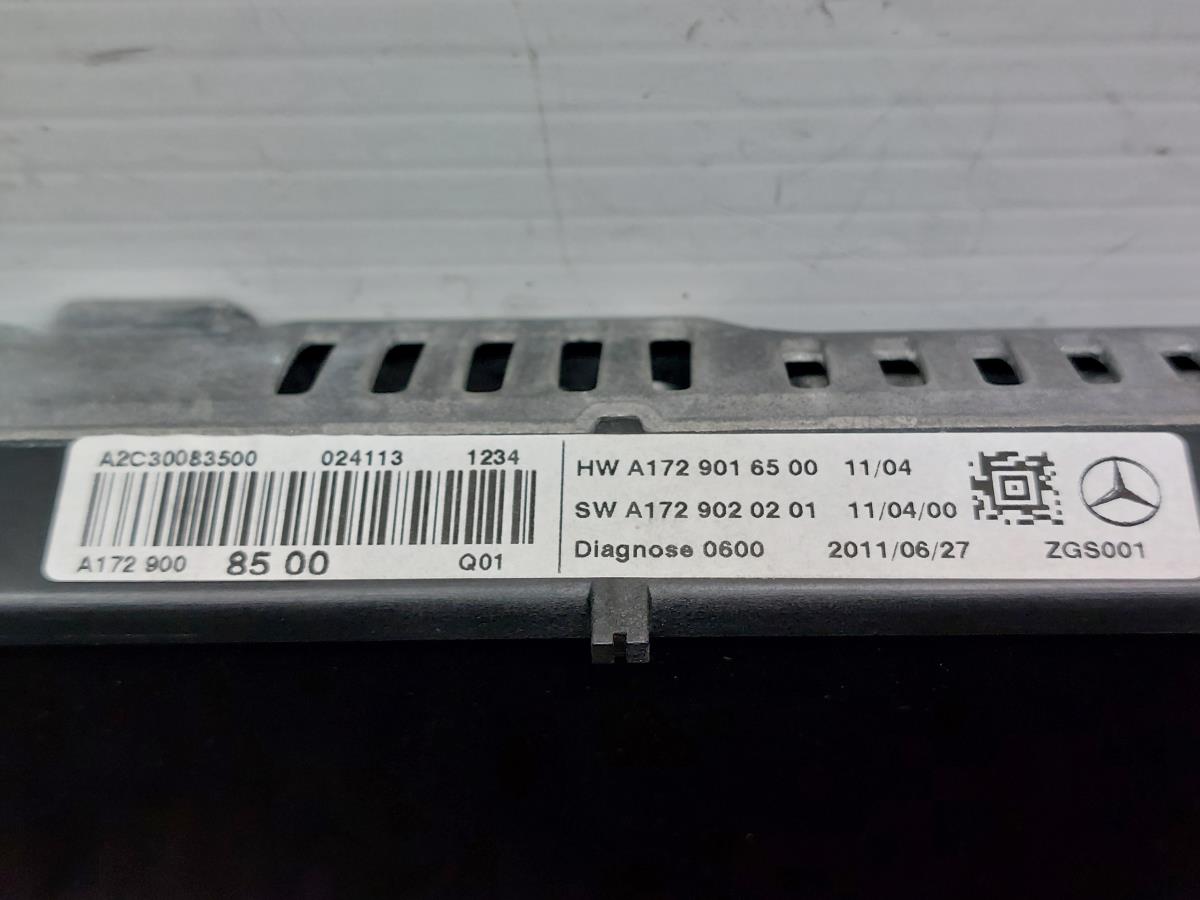 A2C30083500 024113 1234
A172 900 85 00 Q01
HW A172 901 65 00 11/04
SW A172 902 02 01 11/04/00
Diagnose 0600 2011/06/27 ZGS001